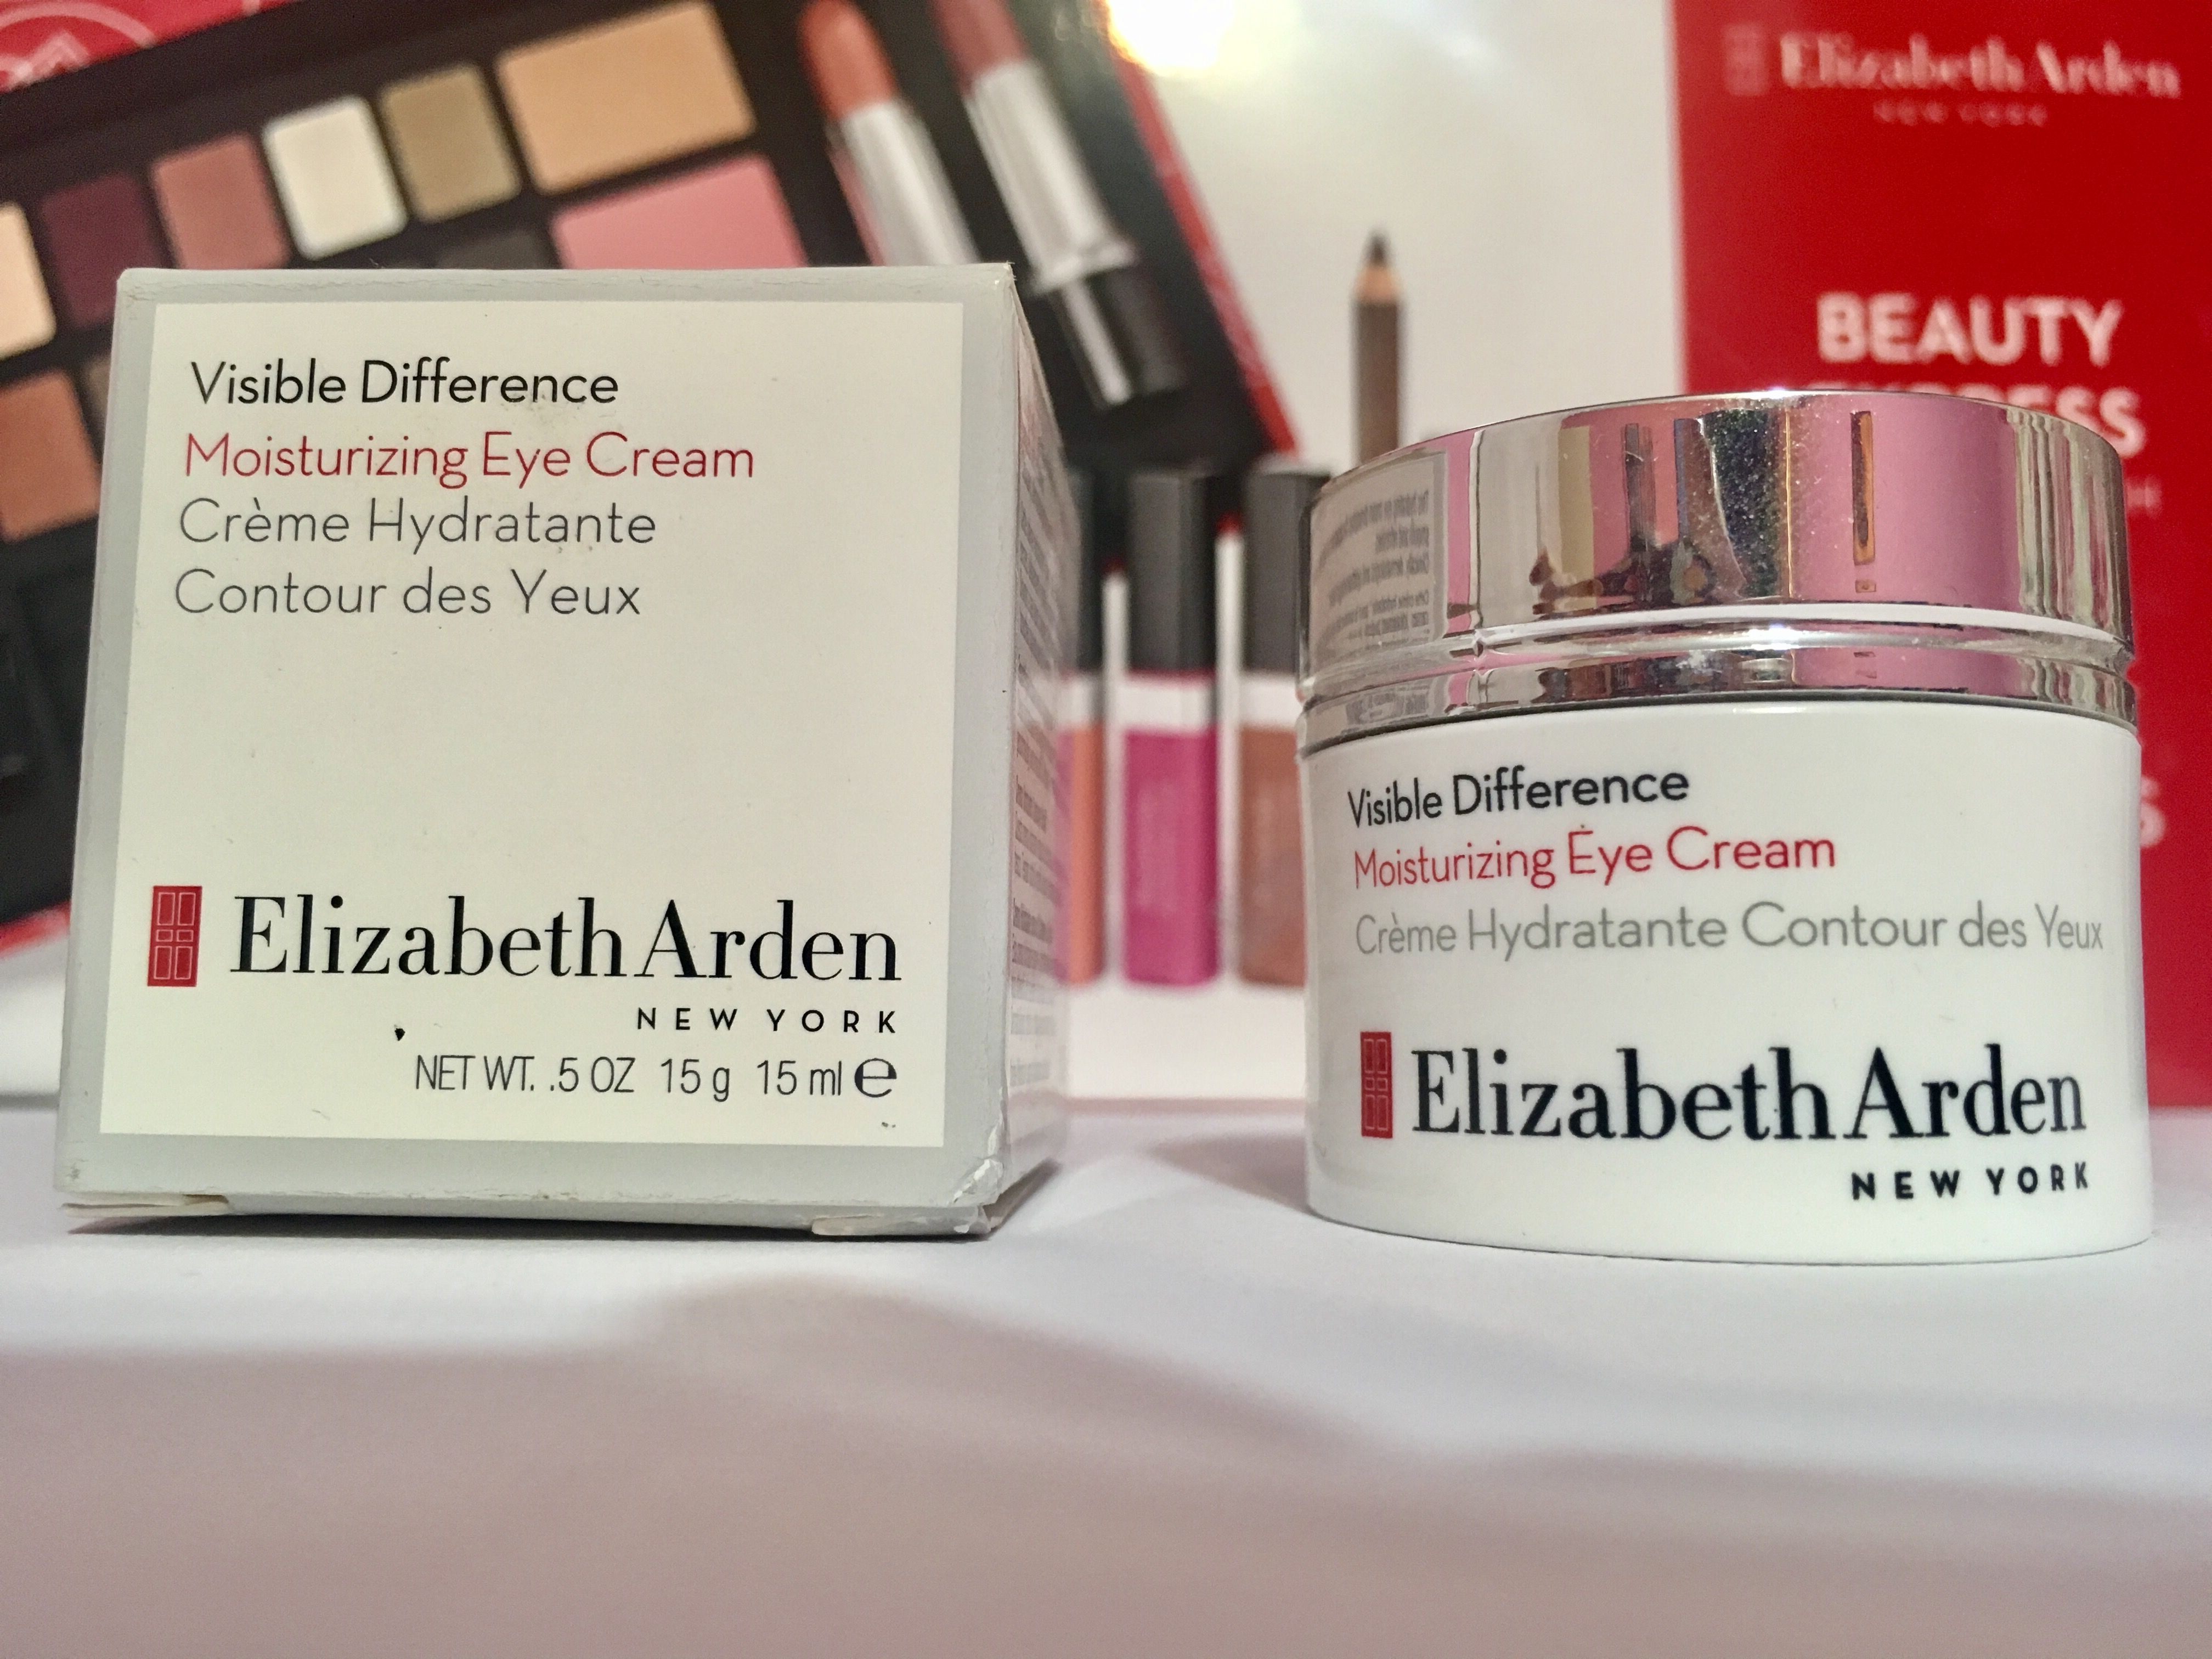 Visible Difference
Moisturizing Eye Cream
Crème Hydratante
Contour des Yeux
Elizabeth Arden
NEW YORK
NET WT. .5 OZ 15 g 15 ml e
Visible Difference
Moisturizing Eye Cream
Crème Hydratante Contour des Yeux
Elizabeth Arden
NEW YORK
Elizabeth Arden
NEW YORK
BEAUTY